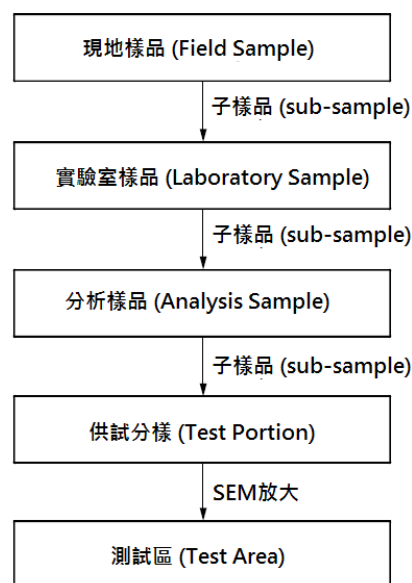 現地樣品 (Field Sample)
子樣品 (sub-sample)
實驗室樣品 (Laboratory Sample)
子樣品 (sub-sample)
分析樣品 (Analysis Sample)
子樣品 (sub-sample)
供試分樣 (Test Portion)
SEM放大
測試區 (Test Area)